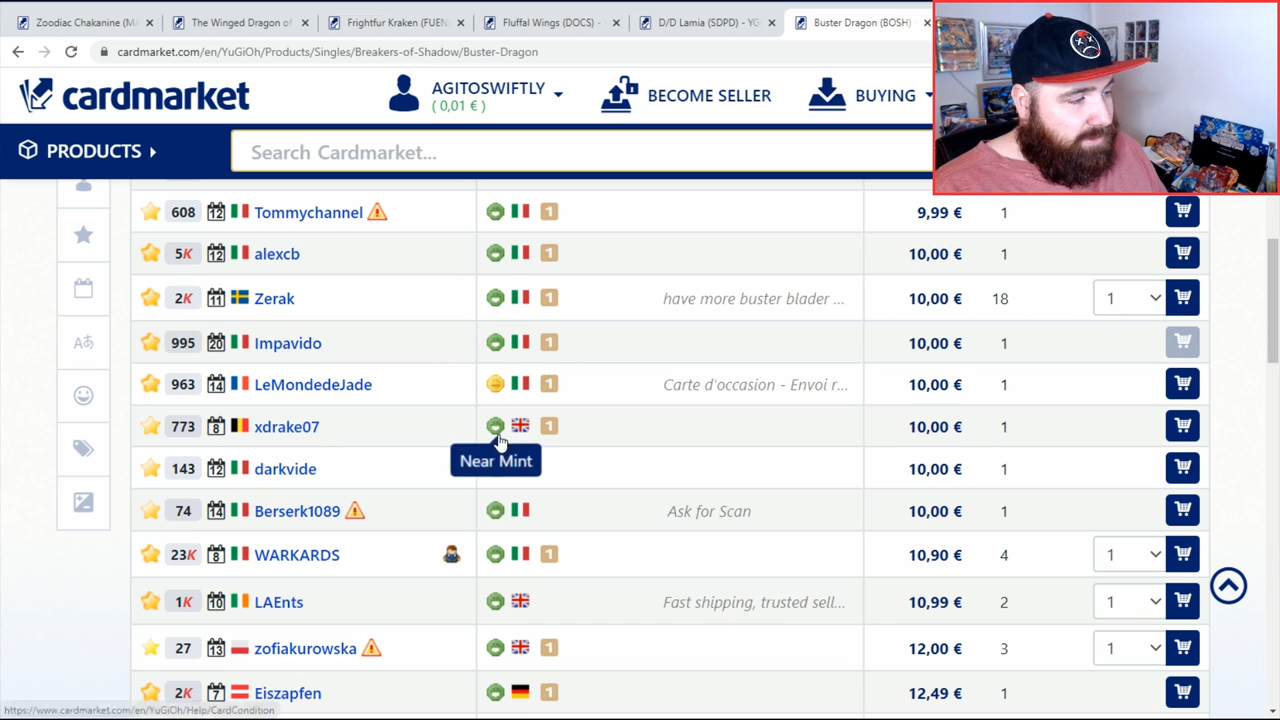 Zoodiac Chakanine (MA
The Winged Dragon of
Frightfur Kraken (FUEN
Fluffal Wings (DOCS) -
D/D Lamia (SDPD) - YG
Buster Dragon (BOSH)
cardmarket.com/en/YuGiOh/Products/Singles/Breakers-of-Shadow/Buster-Dragon
cardmarket
AGITOSWIFTLY
( 0,01 € )
BECOME SELLER
BUYING
PRODUCTS
Search Cardmarket...
608 12 Tommychannel 1 9,99 € 1
5K 12 alexcb 1 10,00 € 1
2K 11 Zerak 1 have more buster blader ... 10,00 € 18 1
995 20 Impavido 1 10,00 € 1
963 14 LeMondedeJade 1 Carte d'occasion - Envoi r... 10,00 € 1
773 8 xdrake07 1 10,00 € 1
Near Mint
143 12 darkvide 10,00 € 1
74 14 Berserk1089 Ask for Scan 10,00 € 1
23K 8 WARKARDS 1 10,90 € 4 1
1K 10 LAEnts Fast shipping, trusted sell... 10,99 € 2 1
27 13 zofiakurowska 1 12,00 € 3 1
2K 7 Eiszapfen 1 12,49 € 1
https://www.cardmarket.com/en/YuGiOh/Help/CardCondition